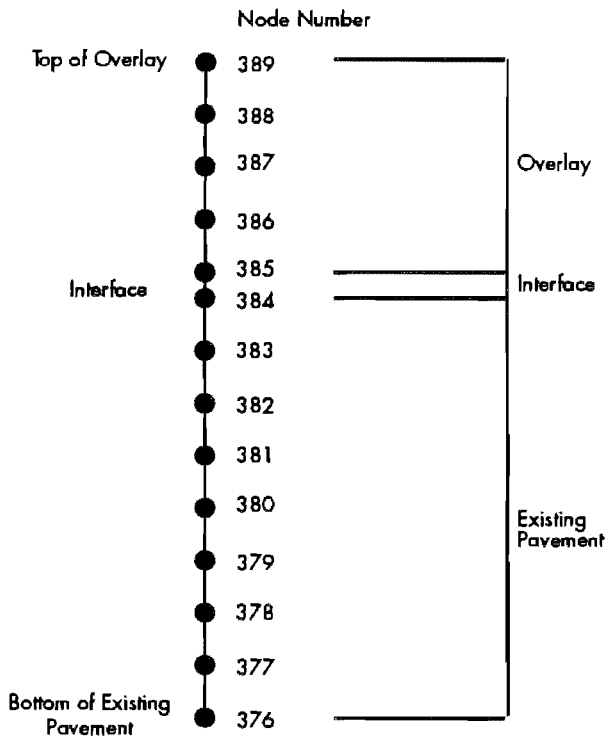 Node Number
Top of Overlay
389
388
387
Overlay
386
385
Interface
384
Interface
383
382
381
380
Existing
Pavement
379
378
377
Bottom of Existing
Pavement
376